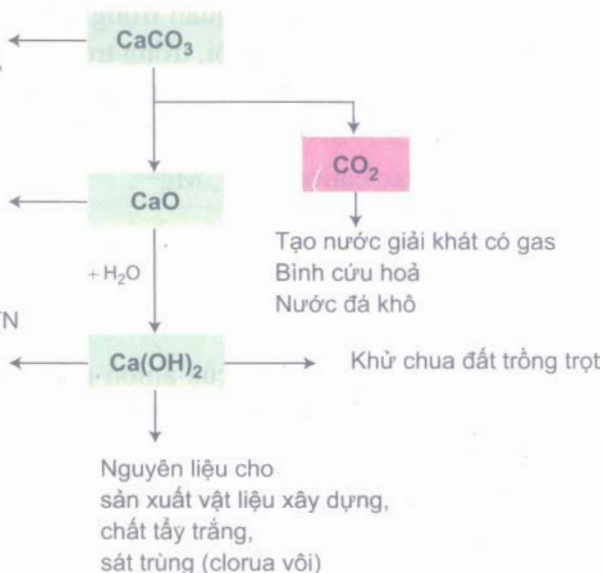 CaCO₃
CO₂
CaO
Tạo nước giải khát có gas
Bình cứu hoả
Nước đá khô
+ H₂O
Ca(OH)₂
Khử chua đất trồng trọt
Nguyên liệu cho
sản xuất vật liệu xây dựng,
chất tẩy trắng,
sát trùng (clorua vôi)